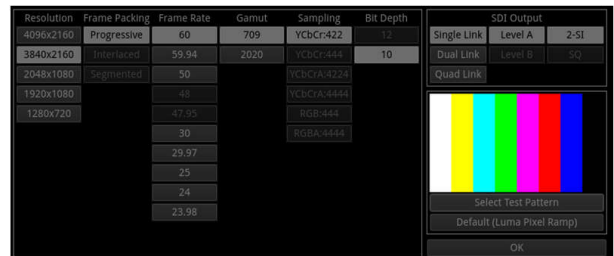 Resolution Frame Packing Frame Rate Gamut Sampling Bit Depth
4096x2160 Progressive 60 709 YCbCr:422 12
3840x2160 Interlaced 59.94 2020 YCbCr:444 10
2048x1080 Segmented 50 YCbCrA:4224
1920x1080 48 YCbCrA:4444
1280x720 47.95 RGB:444
30 RGBA:4444
29.97
25
24
23.98
SDI Output
Single Link Level A 2-SI
Dual Link Level B SQ
Quad Link
Select Test Pattern
Default (Luma Pixel Ramp)
OK